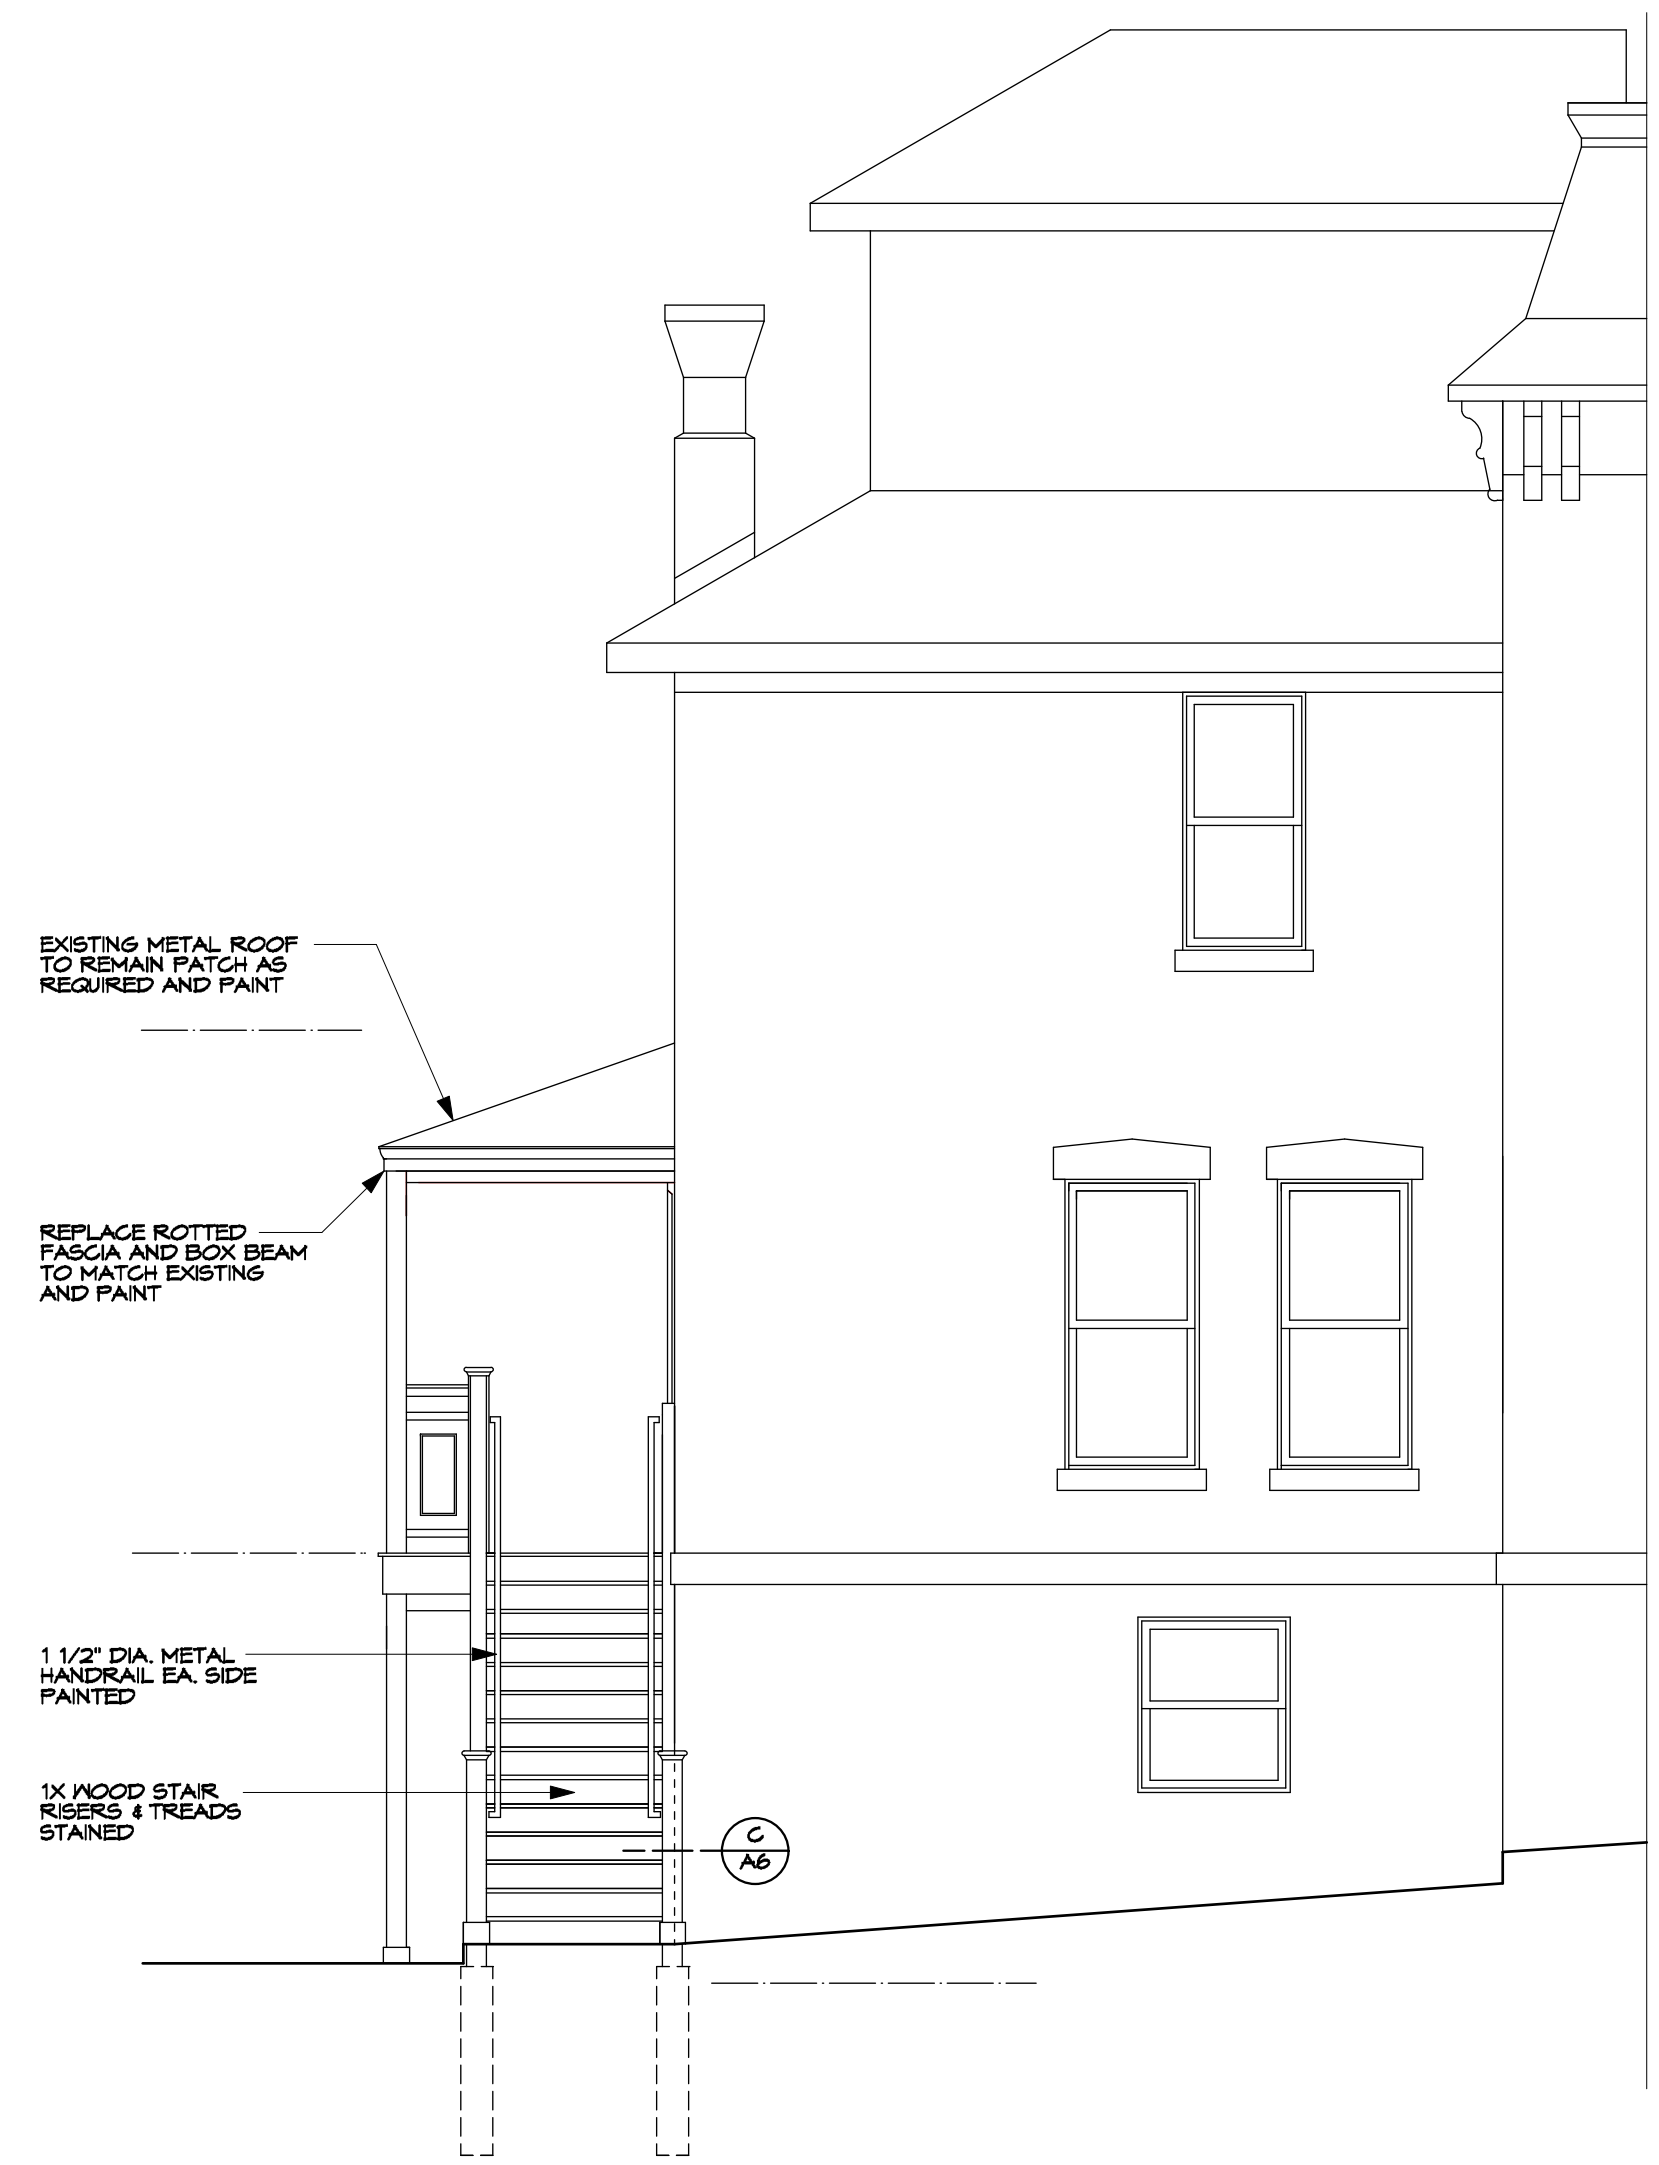 EXISTING METAL ROOF
TO REMAIN PATCH AS
REQUIRED AND PAINT
REPLACE ROTTED
FASCIA AND BOX BEAM
TO MATCH EXISTING
AND PAINT
1 1/2" DIA. METAL
HANDRAIL EA. SIDE
PAINTED
1X WOOD STAIR
RISERS & TREADS
STAINED
C
A6